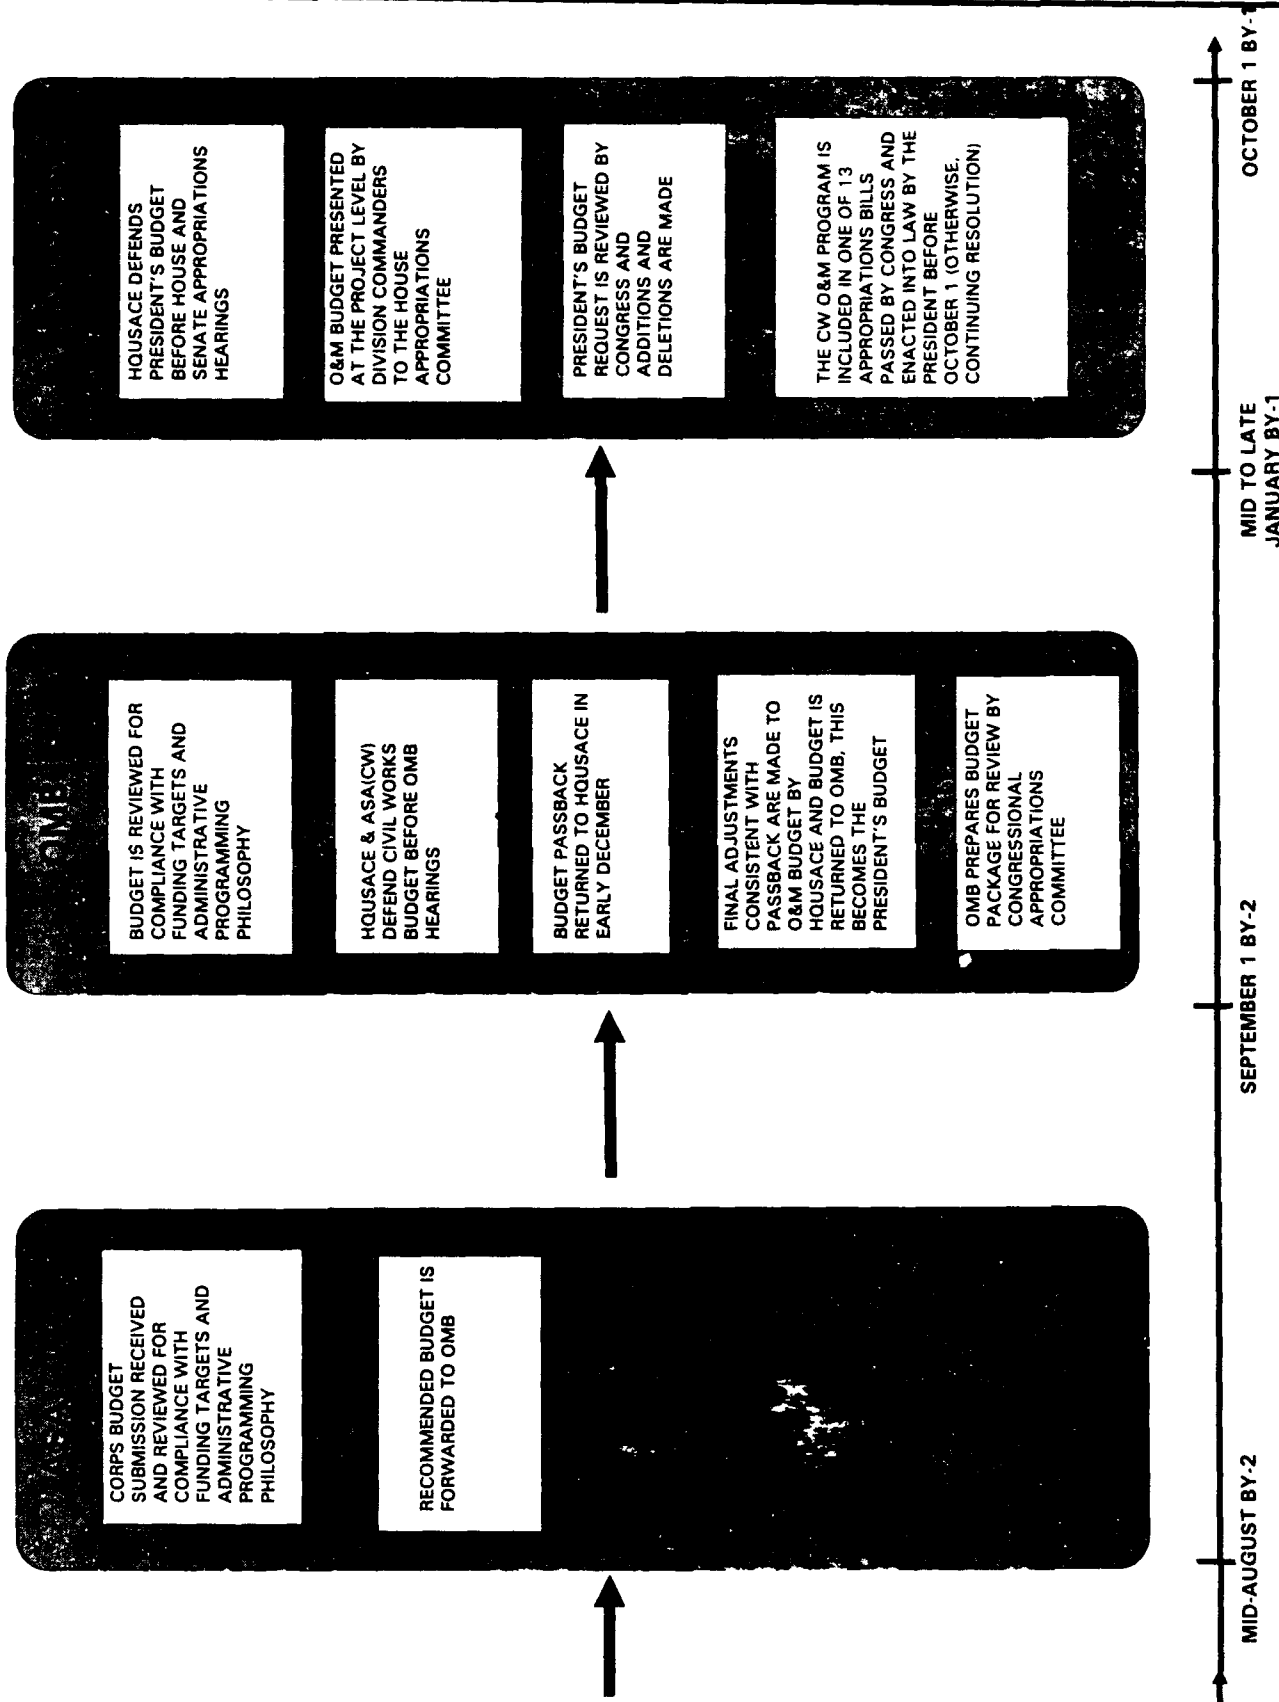 CORPS BUDGET
SUBMISSION RECEIVED
AND REVIEWED FOR
COMPLIANCE WITH
FUNDING TARGETS AND
ADMINISTRATIVE
PROGRAMMING
PHILOSOPHY
RECOMMENDED BUDGET IS
FORWARDED TO OMB
OMB
BUDGET IS REVIEWED FOR
COMPLIANCE WITH
FUNDING TARGETS AND
ADMINISTRATIVE
PROGRAMMING
PHILOSOPHY
HQUSACE & ASA(CW)
DEFEND CIVIL WORKS
BUDGET BEFORE OMB
HEARINGS
BUDGET PASSBACK
RETURNED TO HQUSACE IN
EARLY DECEMBER
FINAL ADJUSTMENTS
CONSISTENT WITH
PASSBACK ARE MADE TO
O&M BUDGET BY
HQUSACE AND BUDGET IS
RETURNED TO OMB, THIS
BECOMES THE
PRESIDENT'S BUDGET
OMB PREPARES BUDGET
PACKAGE FOR REVIEW BY
CONGRESSIONAL
APPROPRIATIONS
COMMITTEE
HQUSACE DEFENDS
PRESIDENT'S BUDGET
BEFORE HOUSE AND
SENATE APPROPRIATIONS
HEARINGS
O&M BUDGET PRESENTED
AT THE PROJECT LEVEL BY
DIVISION COMMANDERS
TO THE HOUSE
APPROPRIATIONS
COMMITTEE
PRESIDENT'S BUDGET
REQUEST IS REVIEWED BY
CONGRESS AND
ADDITIONS AND
DELETIONS ARE MADE
THE CW O&M PROGRAM IS
INCLUDED IN ONE OF 13
APPROPRIATIONS BILLS
PASSED BY CONGRESS AND
ENACTED INTO LAW BY THE
PRESIDENT BEFORE
OCTOBER 1 (OTHERWISE,
CONTINUING RESOLUTION)
MID-AUGUST BY-2
SEPTEMBER 1 BY-2
MID TO LATE
JANUARY BY-1
OCTOBER 1 BY-1